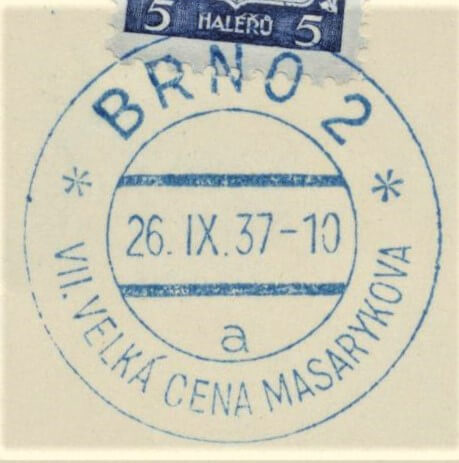 5 HALÉŘŮ 5
BRNO 2
26. IX. 37-10
a
VII. VELKÁ CENA MASARYKOVA